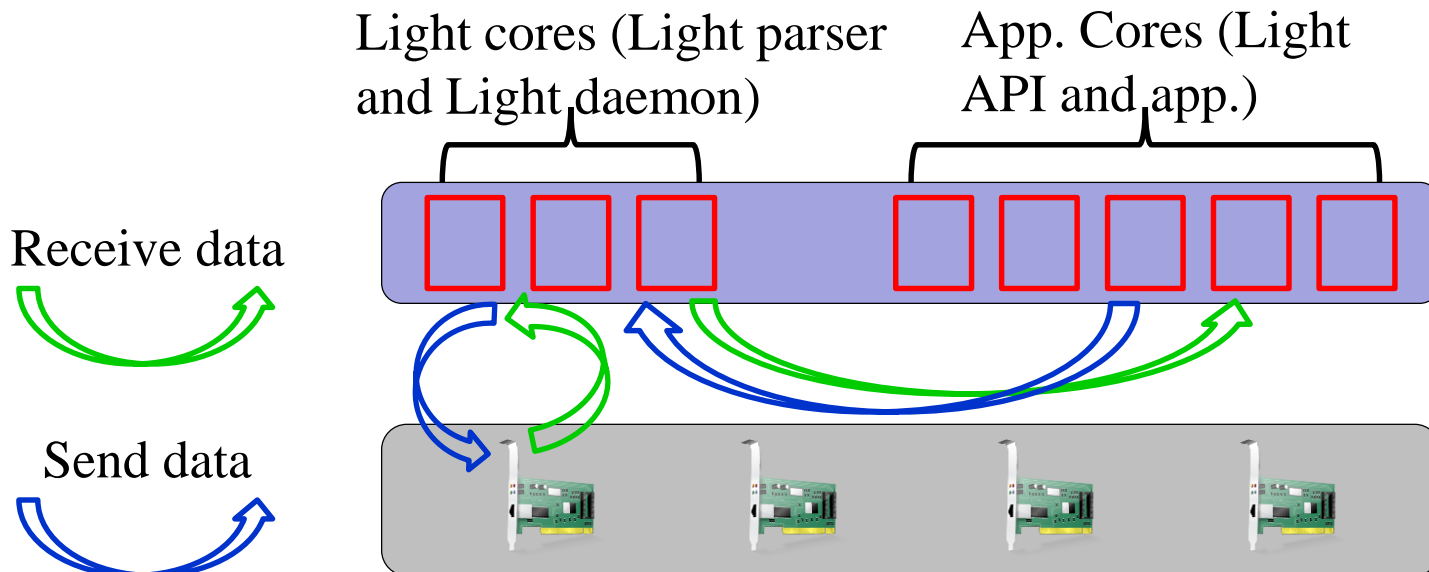 Light cores (Light parser
and Light daemon)
App. Cores (Light
API and app.)
Receive data
Send data